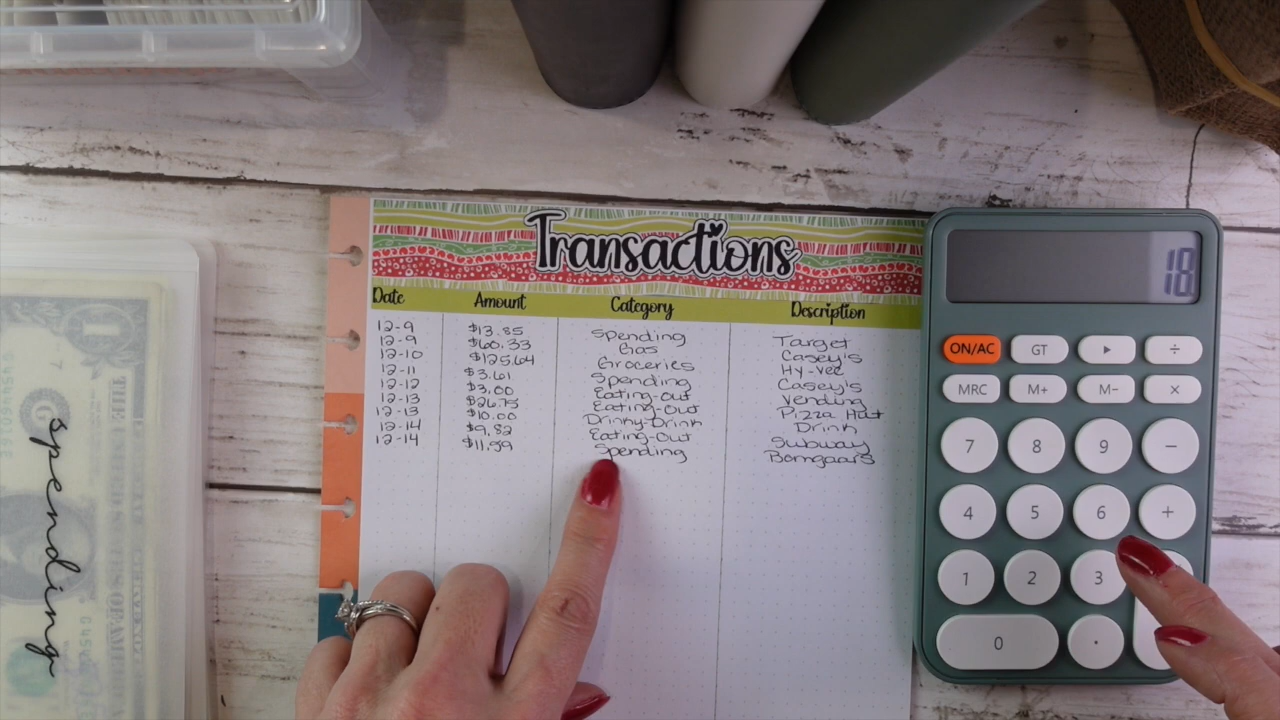 Transactions
Date Amount Category Description
12-9 $13.85 Spending Target
12-9 $60.33 Gas Casey's
12-10 $125.64 Groceries Hy-Vee
12-11 $3.61 Spending Casey's
12-12 $3.00 Eating-out Vending
12-13 $26.75 Eating-Out Pizza Hut
12-13 $10.00 Drinky-Drink Drink
12-14 $9.82 Eating-Out Subway
12-14 $11.59 Spending Bomgaars
spending
18
ON/AC GT ÷
MRC M+ M− ×
7 8 9 −
4 5 6 +
1 2 3
0 .